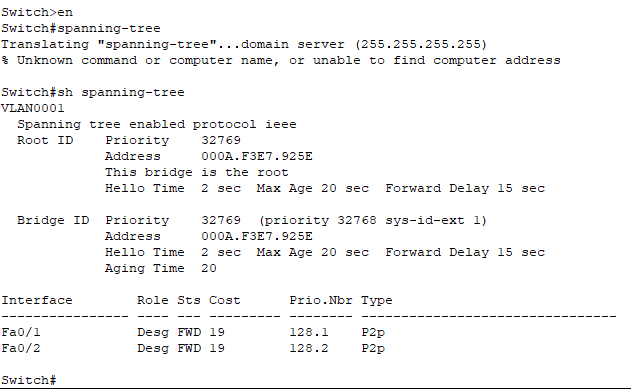 Switch>en
Switch#spanning-tree
Translating "spanning-tree"...domain server (255.255.255.255)
% Unknown command or computer name, or unable to find computer address
Switch#sh spanning-tree
VLAN0001
  Spanning tree enabled protocol ieee
  Root ID    Priority    32769
             Address     000A.F3E7.925E
             This bridge is the root
             Hello Time  2 sec  Max Age 20 sec  Forward Delay 15 sec
  Bridge ID  Priority    32769  (priority 32768 sys-id-ext 1)
             Address     000A.F3E7.925E
             Hello Time  2 sec  Max Age 20 sec  Forward Delay 15 sec
             Aging Time  20
Interface        Role Sts Cost      Prio.Nbr Type
---------------- ---- --- --------- -------- --------------------------------
Fa0/1            Desg FWD 19        128.1    P2p
Fa0/2            Desg FWD 19        128.2    P2p
Switch#